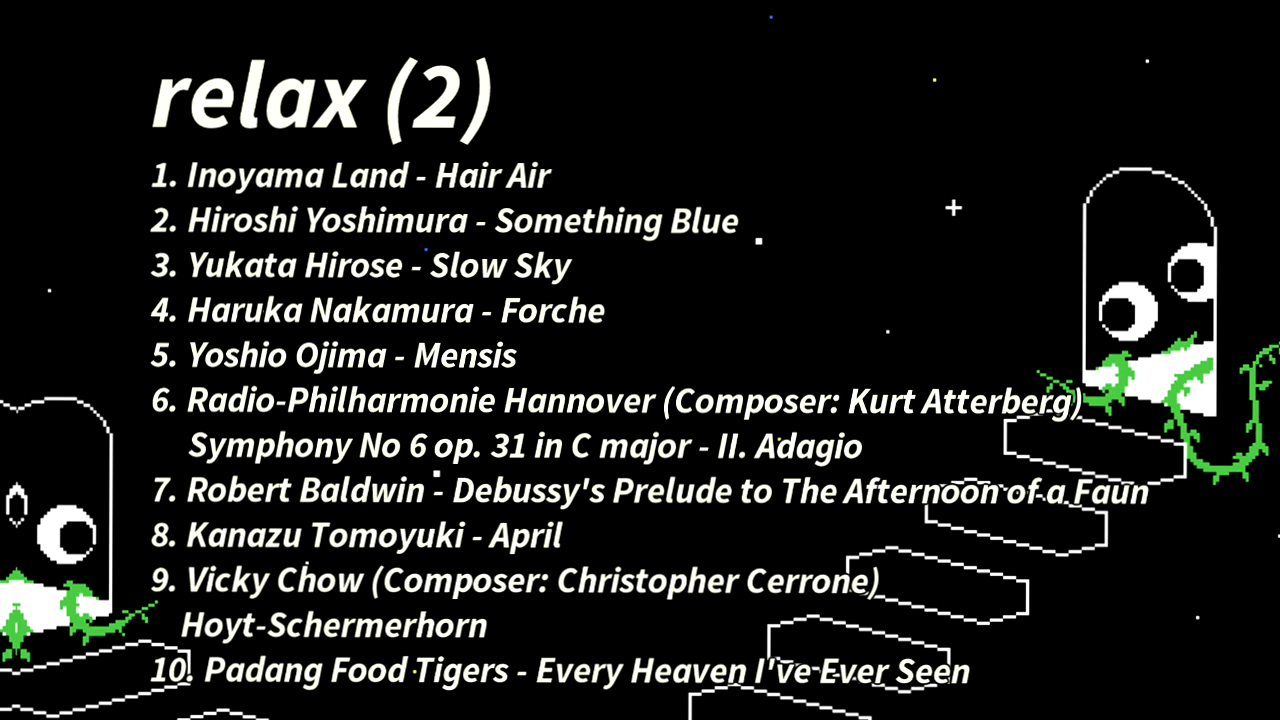 relax (2)
1. Inoyama Land - Hair Air
2. Hiroshi Yoshimura - Something Blue
3. Yukata Hirose - Slow Sky
4. Haruka Nakamura - Forche
5. Yoshio Ojima - Mensis
6. Radio-Philharmonie Hannover (Composer: Kurt Atterberg)
Symphony No 6 op. 31 in C major - II. Adagio
7. Robert Baldwin - Debussy's Prelude to The Afternoon of a Faun
8. Kanazu Tomoyuki - April
9. Vicky Chow (Composer: Christopher Cerrone)
Hoyt-Schermerhorn
10. Padang Food Tigers - Every Heaven I've Ever Seen